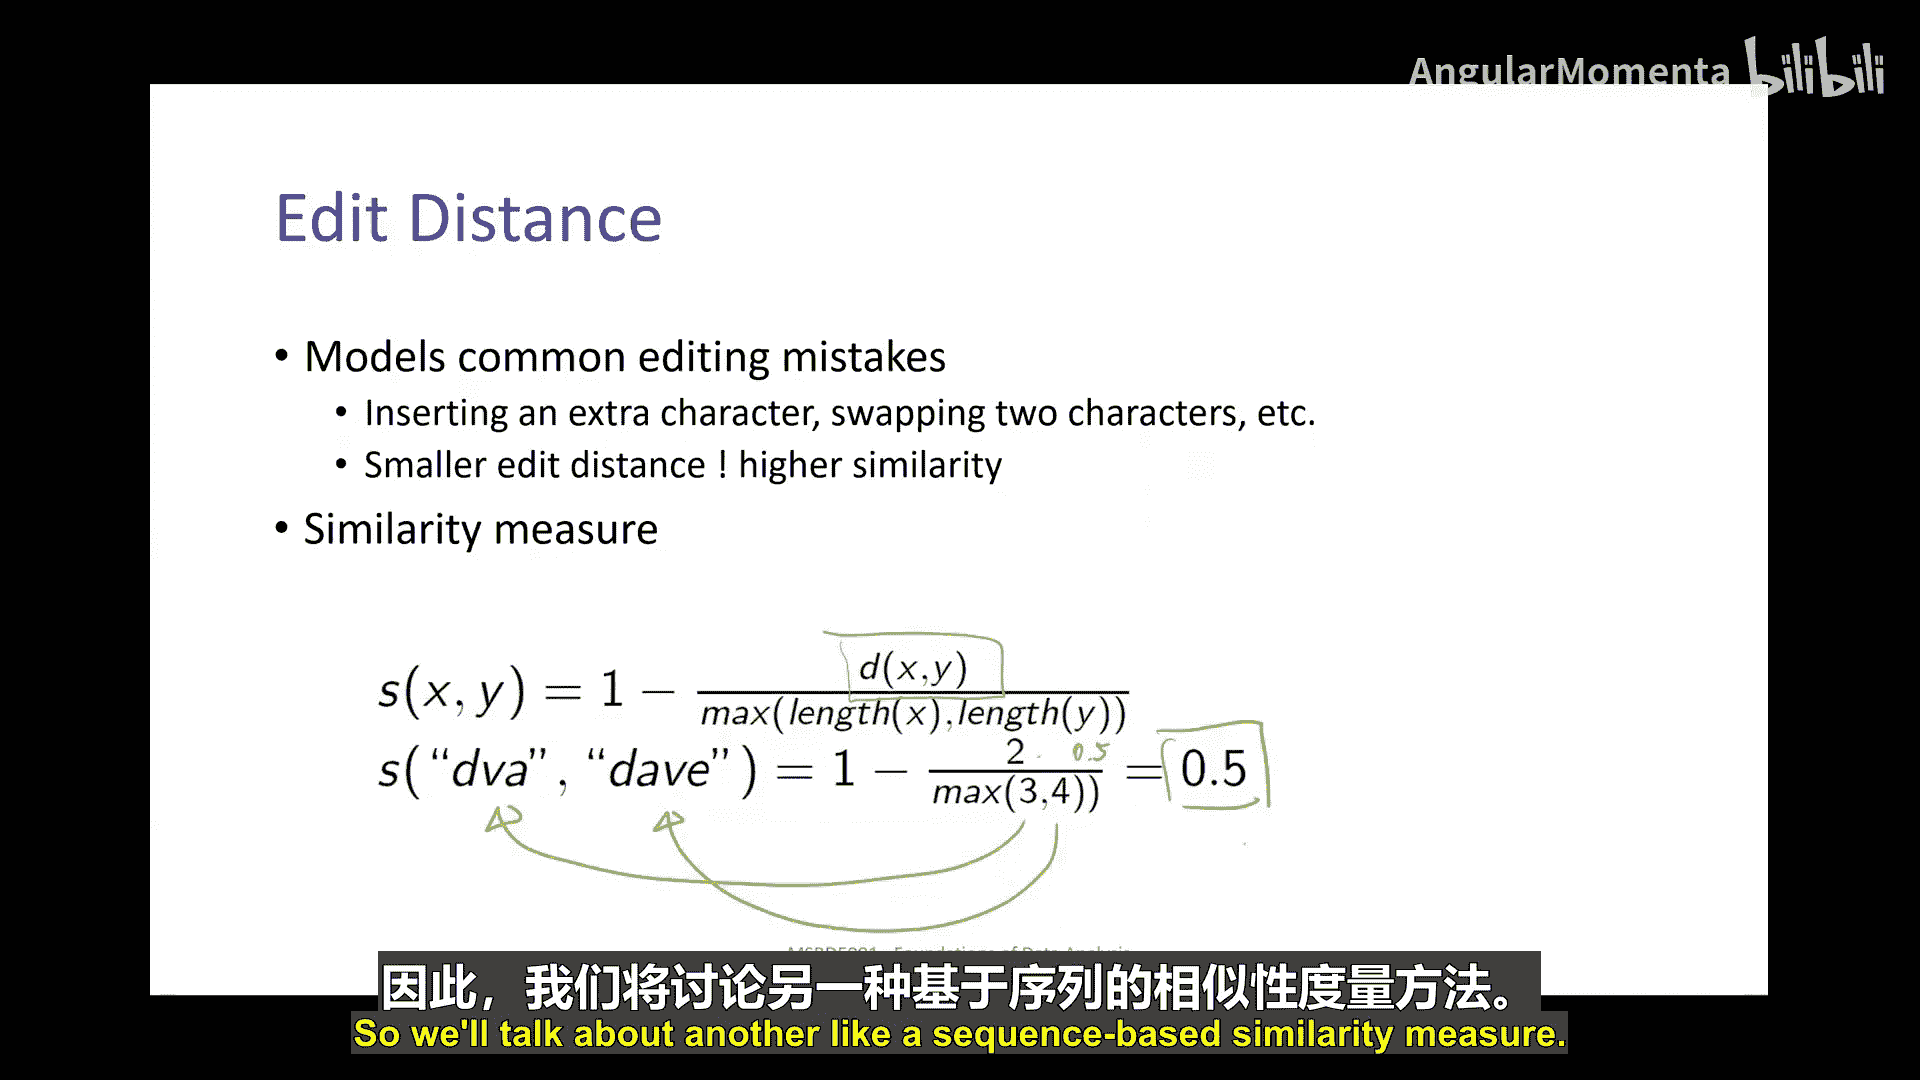 AngularMomenta bilibili
Edit Distance
• Models common editing mistakes
• Inserting an extra character, swapping two characters, etc.
• Smaller edit distance ! higher similarity
• Similarity measure
s(x, y) = 1 − d(x,y) / max(length(x),length(y))
s("dva", "dave") = 1 − 2 / max(3,4)) = 0.5
0.5
因此，我们将讨论另一种基于序列的相似性度量方法。
So we'll talk about another like a sequence-based similarity measure.